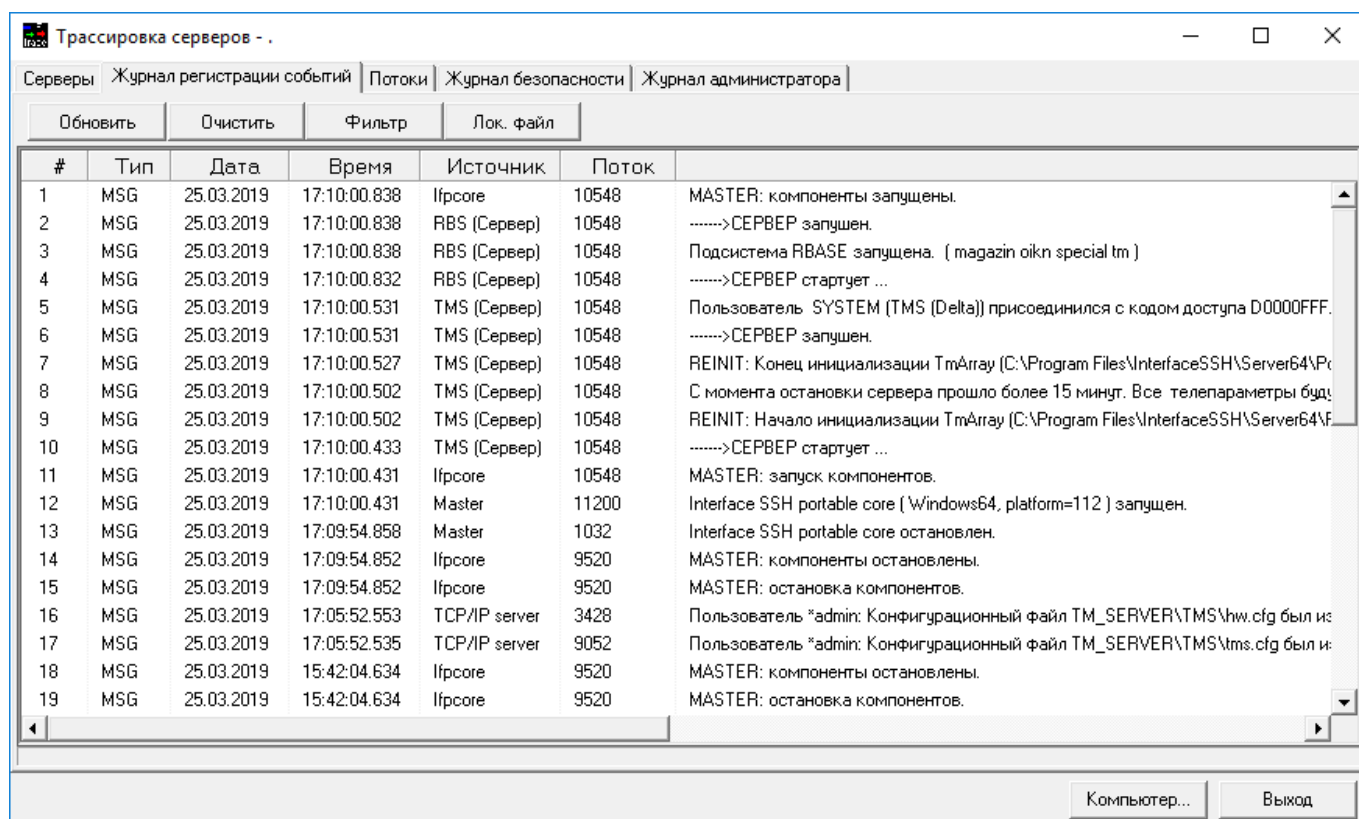 Трассировка серверов - .
Серверы Журнал регистрации событий Потоки Журнал безопасности Журнал администратора
Обновить Очистить Фильтр Лок. файл
# Тип Дата Время Источник Поток
1 MSG 25.03.2019 17:10:00.838 Ifpcore 10548 MASTER: компоненты запущены.
2 MSG 25.03.2019 17:10:00.838 RBS (Сервер) 10548 ------->СЕРВЕР запушен.
3 MSG 25.03.2019 17:10:00.838 RBS (Сервер) 10548 Подсистема RBASE запущена. ( magazin oikn special tm )
4 MSG 25.03.2019 17:10:00.832 RBS (Сервер) 10548 ------->СЕРВЕР стартует ...
5 MSG 25.03.2019 17:10:00.531 TMS (Сервер) 10548 Пользователь SYSTEM (TMS (Delta)) присоединился с кодом доступа D0000FFF.
6 MSG 25.03.2019 17:10:00.531 TMS (Сервер) 10548 ------->СЕРВЕР запушен.
7 MSG 25.03.2019 17:10:00.527 TMS (Сервер) 10548 REINIT: Конец инициализации TmArray (C:\Program Files\InterfaceSSH\Server64\Po
8 MSG 25.03.2019 17:10:00.502 TMS (Сервер) 10548 С момента остановки сервера прошло более 15 минут. Все телепараметры буду
9 MSG 25.03.2019 17:10:00.502 TMS (Сервер) 10548 REINIT: Начало инициализации TmArray (C:\Program Files\InterfaceSSH\Server64\P
10 MSG 25.03.2019 17:10:00.433 TMS (Сервер) 10548 ------->СЕРВЕР стартует ...
11 MSG 25.03.2019 17:10:00.431 Ifpcore 10548 MASTER: запуск компонентов.
12 MSG 25.03.2019 17:10:00.431 Master 11200 Interface SSH portable core ( Windows64, platform=112 ) запущен.
13 MSG 25.03.2019 17:09:54.858 Master 1032 Interface SSH portable core остановлен.
14 MSG 25.03.2019 17:09:54.852 Ifpcore 9520 MASTER: компоненты остановлены.
15 MSG 25.03.2019 17:09:54.852 Ifpcore 9520 MASTER: остановка компонентов.
16 MSG 25.03.2019 17:05:52.553 TCP/IP server 3428 Пользователь *admin: Конфигурационный файл TM_SERVER\TMS\hw.cfg был из
17 MSG 25.03.2019 17:05:52.535 TCP/IP server 9052 Пользователь *admin: Конфигурационный файл TM_SERVER\TMS\tms.cfg был и
18 MSG 25.03.2019 15:42:04.634 Ifpcore 9520 MASTER: компоненты остановлены.
19 MSG 25.03.2019 15:42:04.634 Ifpcore 9520 MASTER: остановка компонентов.
Компьютер... Выход